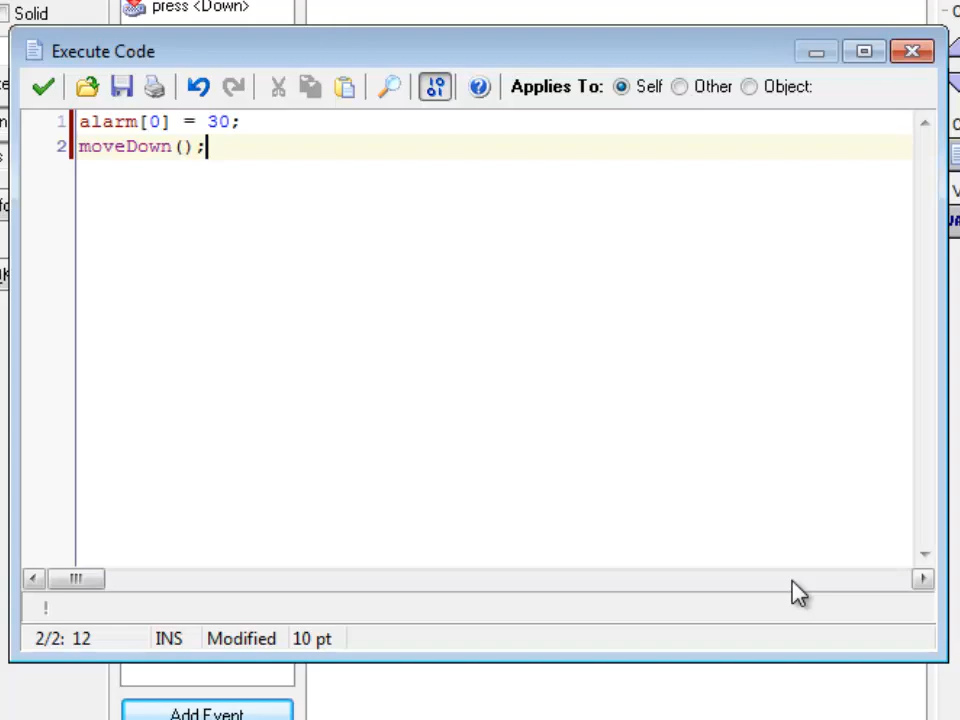 Solid
press <Down>
Execute Code
Applies To: Self Other Object:
1 alarm[0] = 30;
2 moveDown();
!
2/2: 12 INS Modified 10 pt
Add Event